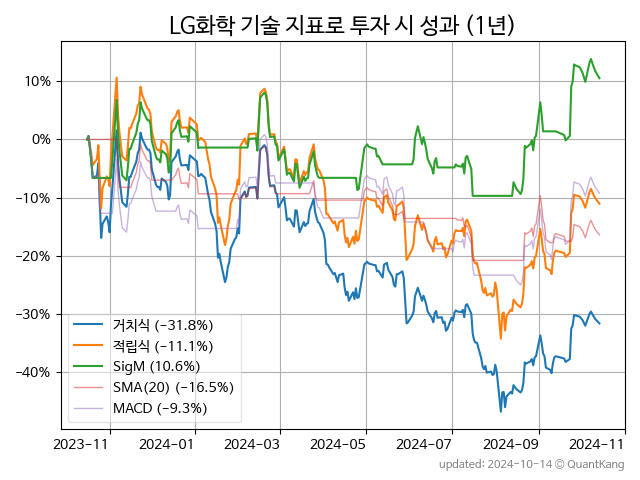 LG화학 기술 지표로 투자 시 성과 (1년)
10%
0%
−10%
−20%
−30%
−40%
거치식 (−31.8%)
적립식 (−11.1%)
SigM (10.6%)
SMA(20) (−16.5%)
MACD (−9.3%)
2023−11 2024−01 2024−03 2024−05 2024−07 2024−09 2024−11
updated: 2024-10-14 © QuantKang